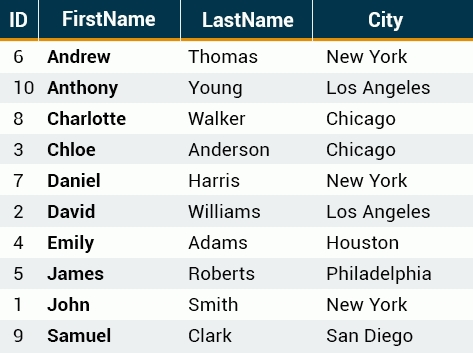 ID FirstName LastName City
6 Andrew Thomas New York
10 Anthony Young Los Angeles
8 Charlotte Walker Chicago
3 Chloe Anderson Chicago
7 Daniel Harris New York
2 David Williams Los Angeles
4 Emily Adams Houston
5 James Roberts Philadelphia
1 John Smith New York
9 Samuel Clark San Diego